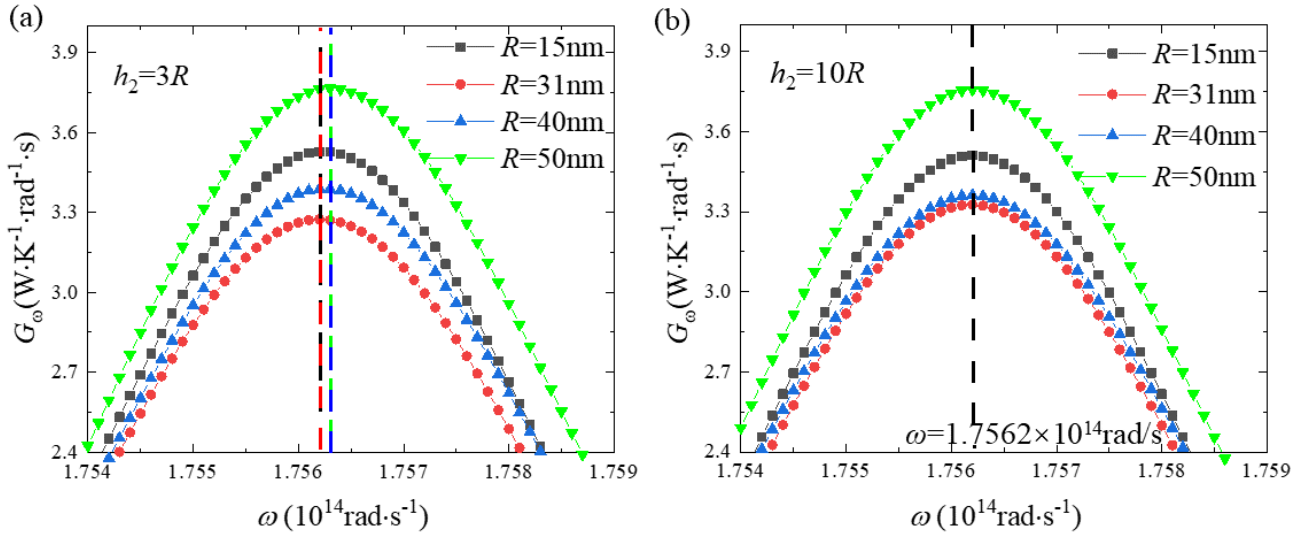 (a)
3.9
3.6
3.3
3.0
2.7
2.4
G_ω(W·K⁻¹·rad⁻¹·s)
h₂=3R
R=15nm
R=31nm
R=40nm
R=50nm
1.754 1.755 1.756 1.757 1.758 1.759
ω (10¹⁴rad·s⁻¹)
(b)
3.9
3.6
3.3
3.0
2.7
2.4
G_ω(W·K⁻¹·rad⁻¹·s)
h₂=10R
R=15nm
R=31nm
R=40nm
R=50nm
ω=1.7562×10¹⁴rad/s
1.754 1.755 1.756 1.757 1.758 1.759
ω (10¹⁴rad·s⁻¹)